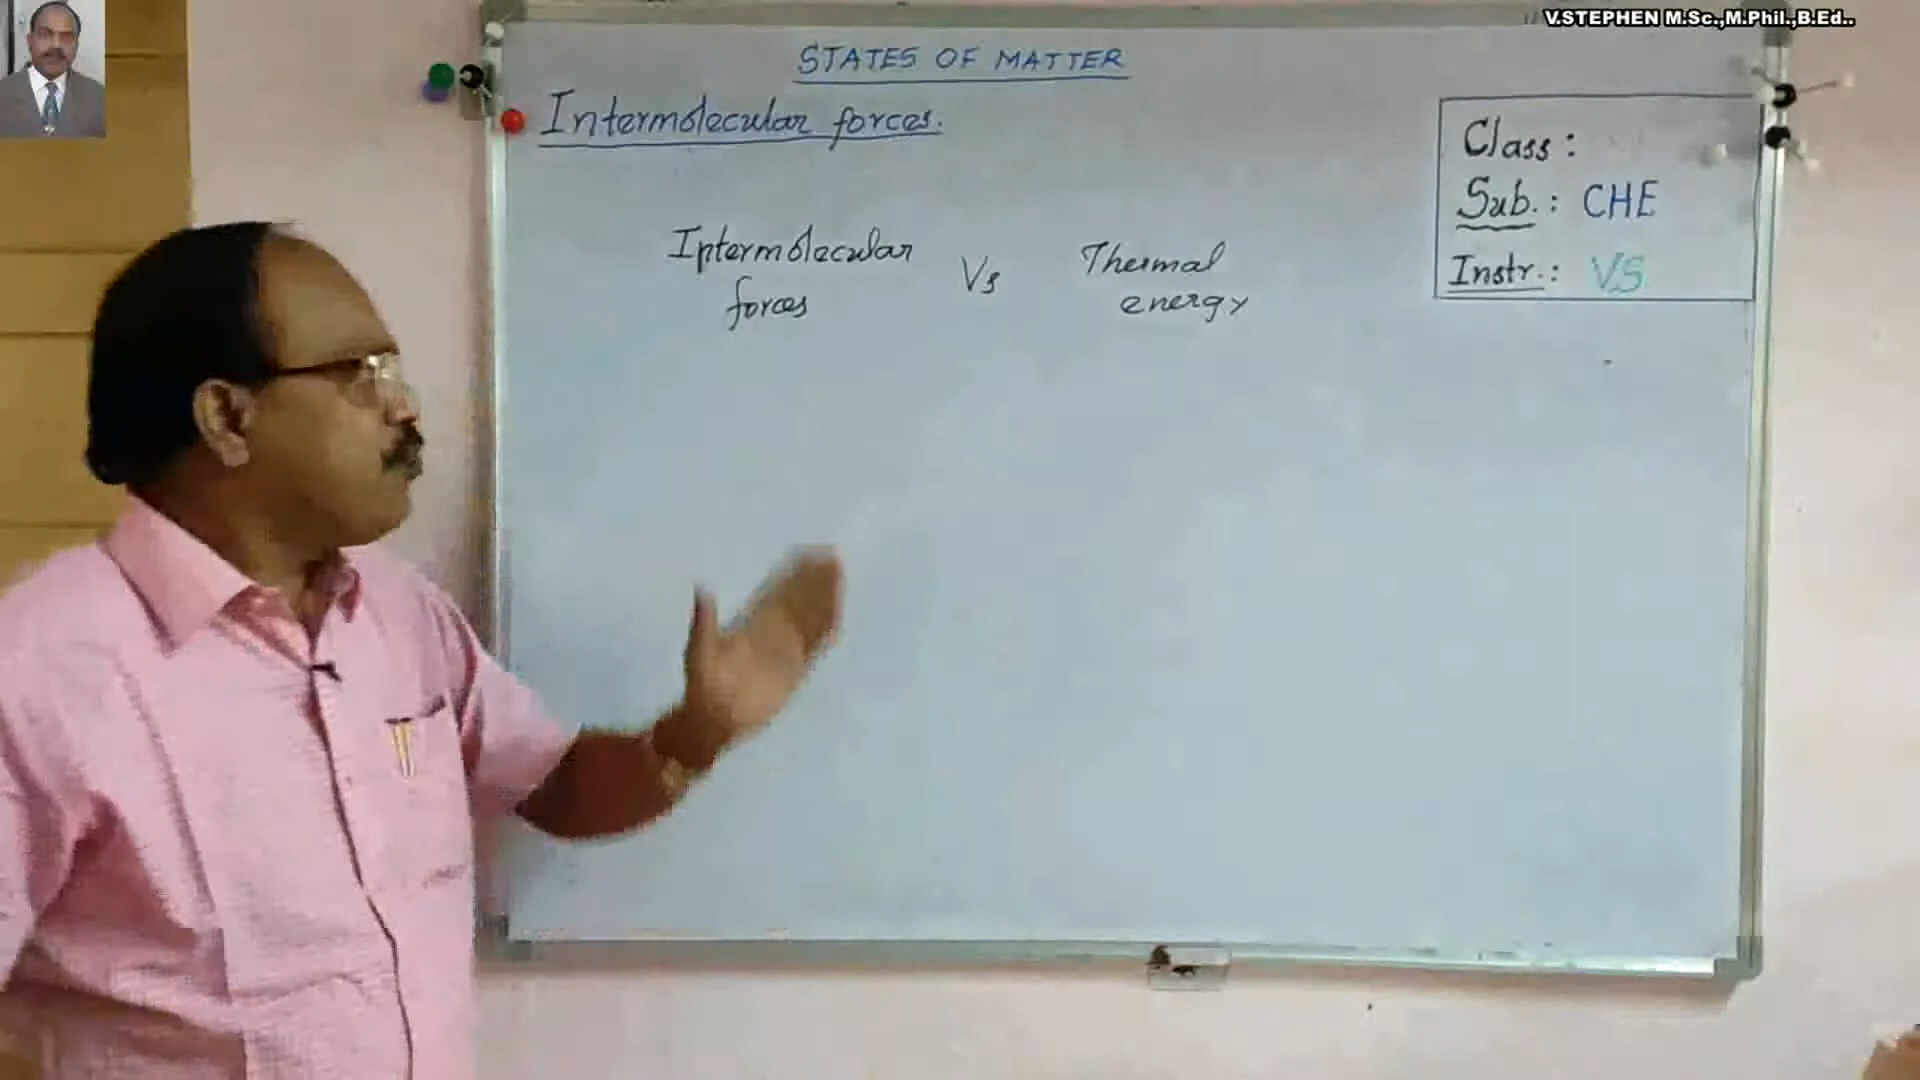 V.STEPHEN M.Sc.,M.Phil.,B.Ed..
STATES OF MATTER
Intermolecular forces.
Class :
Sub. : CHE
Instr. : VS
Intermolecular Vs Thermal
forces energy